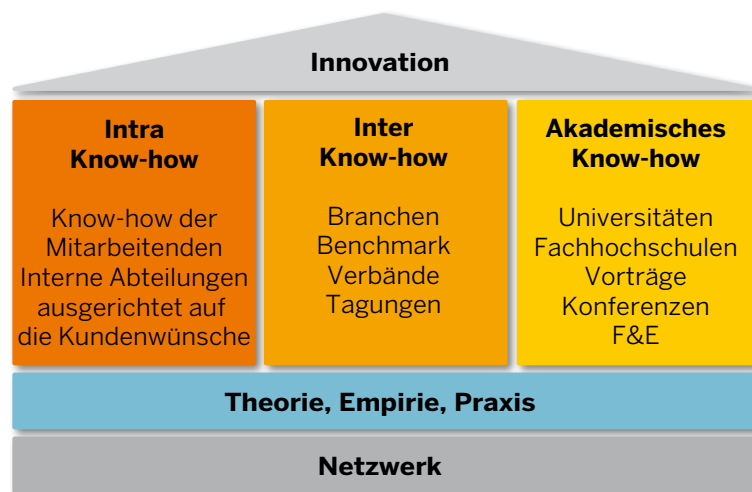 Innovation
Intra
Know-how
Know-how der
Mitarbeitenden
Interne Abteilungen
ausgerichtet auf
die Kundenwünsche
Inter
Know-how
Branchen
Benchmark
Verbände
Tagungen
Akademisches
Know-how
Universitäten
Fachhochschulen
Vorträge
Konferenzen
F&E
Theorie, Empirie, Praxis
Netzwerk